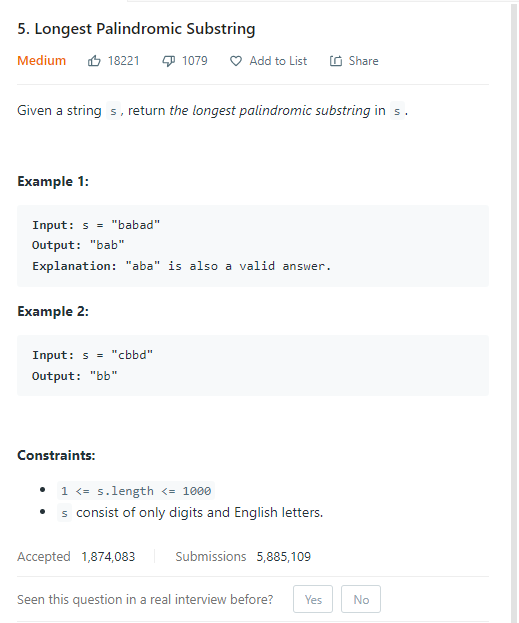 5. Longest Palindromic Substring
Medium 18221 1079 Add to List Share
Given a string s, return the longest palindromic substring in s.
Example 1:
Input: s = "babad"
Output: "bab"
Explanation: "aba" is also a valid answer.
Example 2:
Input: s = "cbbd"
Output: "bb"
Constraints:
• 1 <= s.length <= 1000
• s consist of only digits and English letters.
Accepted 1,874,083 Submissions 5,885,109
Seen this question in a real interview before? Yes No